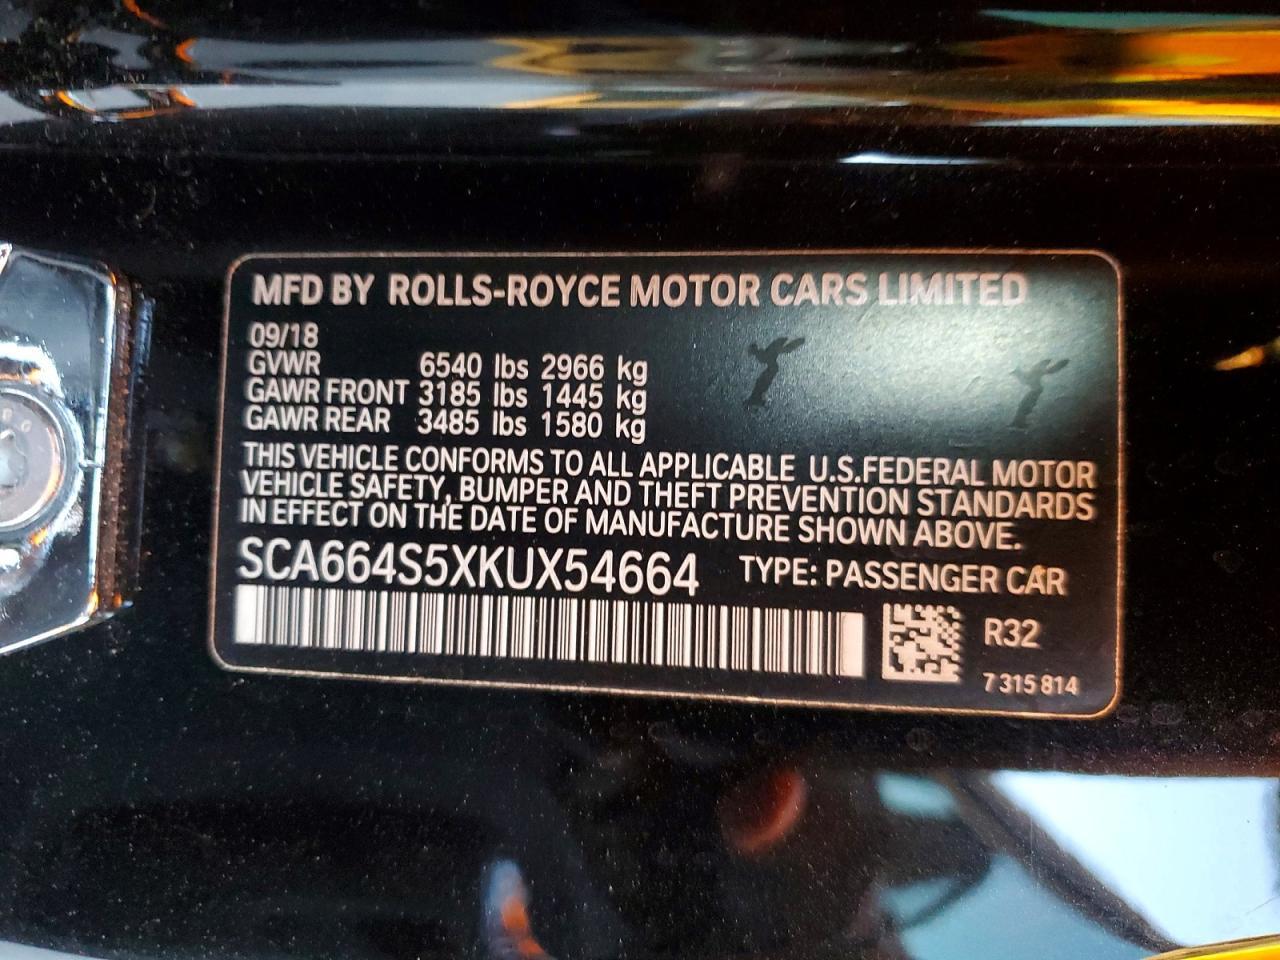 MFD BY ROLLS-ROYCE MOTOR CARS LIMITED
09/18
GVWR 6540 lbs 2966 kg
GAWR FRONT 3185 lbs 1445 kg
GAWR REAR 3485 lbs 1580 kg
THIS VEHICLE CONFORMS TO ALL APPLICABLE U.S.FEDERAL MOTOR
VEHICLE SAFETY, BUMPER AND THEFT PREVENTION STANDARDS
IN EFFECT ON THE DATE OF MANUFACTURE SHOWN ABOVE.
SCA664S5XKUX54664 TYPE: PASSENGER CAR
R32
7 315 814